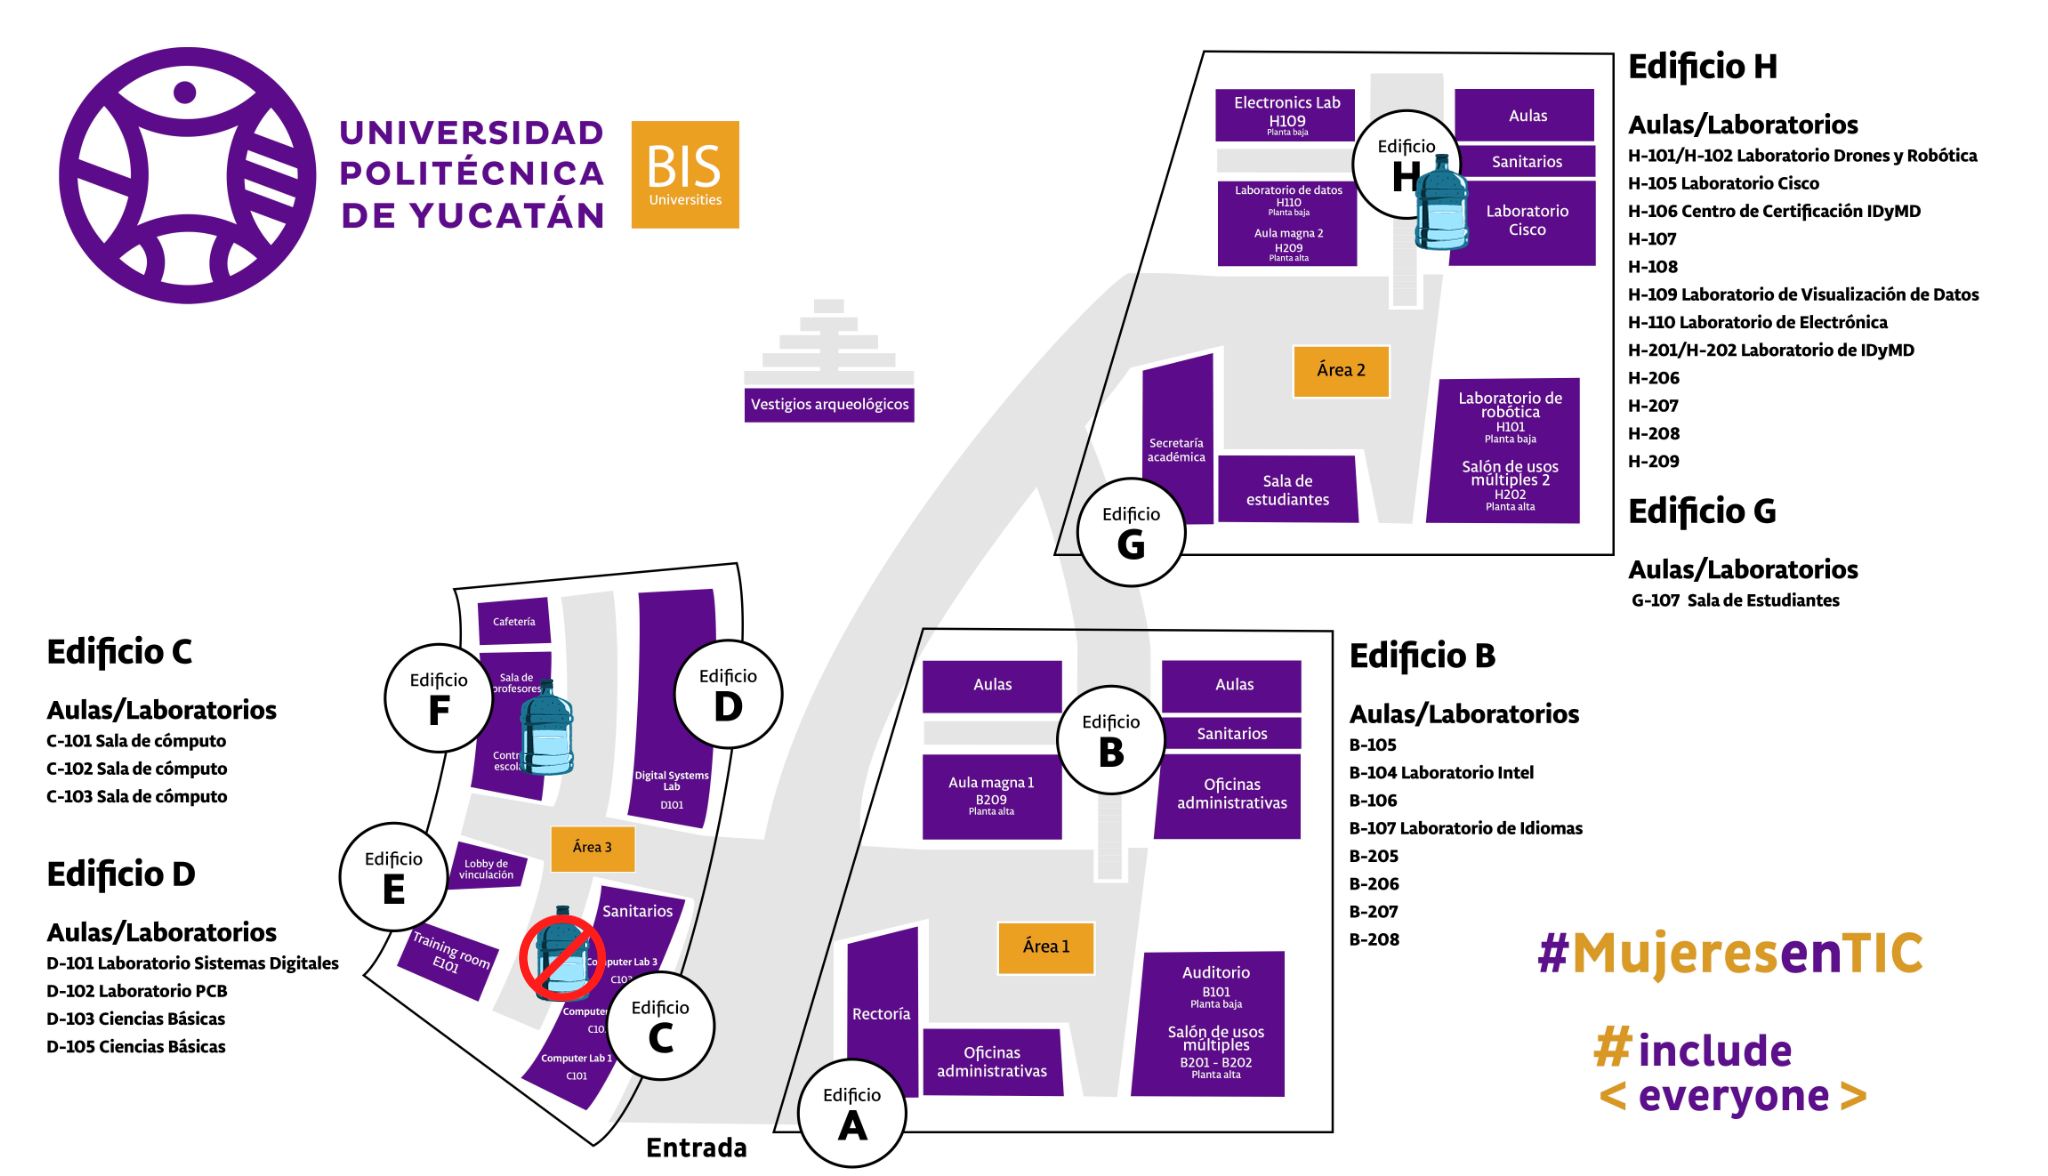 UNIVERSIDAD
POLITÉCNICA
DE YUCATÁN
BIS
Universities
Vestigios arqueológicos
Electronics Lab
H109
Planta baja
Edificio
H
Aulas
Sanitarios
Laboratorio de datos
H110
Planta baja
Aula magna 2
H209
Planta alta
Laboratorio
Cisco
Área 2
Secretaría
académica
Sala de
estudiantes
Laboratorio de
robótica
H101
Planta baja
Salón de usos
múltiples 2
H202
Planta alta
Edificio
G
Edificio H
Aulas/Laboratorios
H-101/H-102 Laboratorio Drones y Robótica
H-105 Laboratorio Cisco
H-106 Centro de Certificación IDyMD
H-107
H-108
H-109 Laboratorio de Visualización de Datos
H-110 Laboratorio de Electrónica
H-201/H-202 Laboratorio de IDyMD
H-206
H-207
H-208
H-209
Edificio G
Aulas/Laboratorios
G-107 Sala de Estudiantes
Edificio C
Aulas/Laboratorios
C-101 Sala de cómputo
C-102 Sala de cómputo
C-103 Sala de cómputo
Edificio D
Aulas/Laboratorios
D-101 Laboratorio Sistemas Digitales
D-102 Laboratorio PCB
D-103 Ciencias Básicas
D-105 Ciencias Básicas
Cafetería
Edificio
F
Sala de
profesores
Edificio
D
Digital Systems
Lab
D101
Área 3
Edificio
E
Lobby de
vinculación
Training room
E101
Sanitarios
Computer Lab 3
Edificio
C
Computer
Computer Lab 1
C101
Entrada
Aulas
Edificio
B
Aulas
Sanitarios
Aula magna 1
B209
Planta alta
Oficinas
administrativas
Área 1
Rectoría
Oficinas
administrativas
Auditorio
B101
Planta baja
Salón de usos
múltiples
B201 - B202
Planta alta
Edificio
A
Edificio B
Aulas/Laboratorios
B-105
B-104 Laboratorio Intel
B-106
B-107 Laboratorio de Idiomas
B-205
B-206
B-207
B-208
#MujeresenTIC
#include
< everyone >